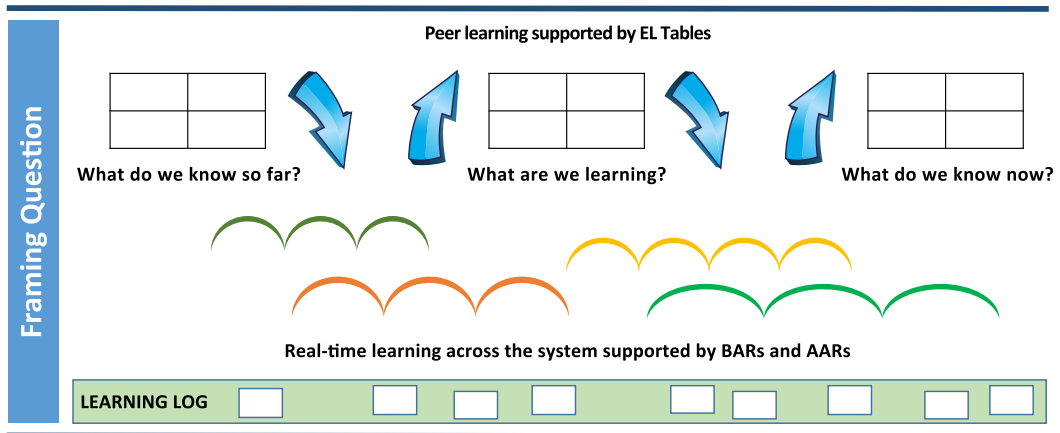 Peer learning supported by EL Tables
Framing Question
What do we know so far?
What are we learning?
What do we know now?
Real-time learning across the system supported by BARs and AARs
LEARNING LOG